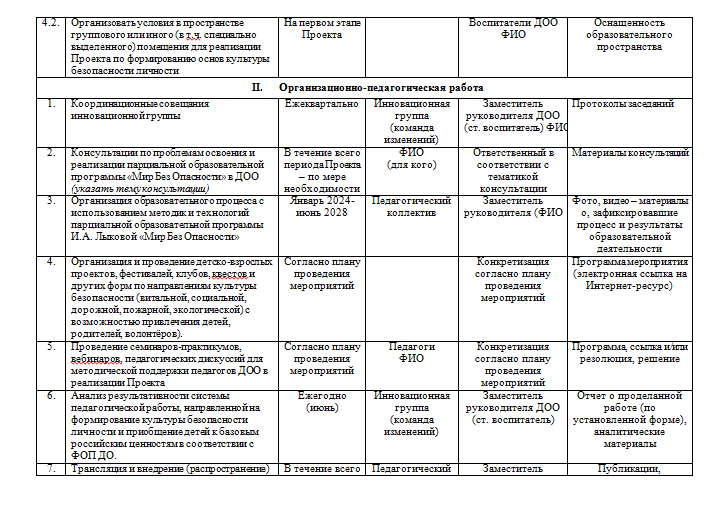 4.2. Организовать условия в пространстве На первом этапе Воспитатели ДОО Оснащенность
группового или иного (в т.ч. специально Проекта ФИО образовательного
выделенного) помещения для реализации пространства
Проекта по формированию основ культуры
безопасности личности
II. Организационно-педагогическая работа
1. Координационные совещания Ежеквартально Инновационная Заместитель Протоколы заседаний
инновационной группы группа руководителя ДОО
(команда (ст. воспитатель) ФИО
изменений)
2. Консультации по проблемам освоения и В течение всего ФИО Ответственный в Материалы консультаций
реализации парциальной образовательной периода Проекта (для кого) соответствии с
программы «Мир Без Опасности» в ДОО – по мере тематикой
(указать тему консультации) необходимости консультации
3. Организация образовательного процесса с Январь 2024- Педагогический Заместитель Фото, видео – материалы
использованием методик и технологий июнь 2028 коллектив руководителя (ФИО о, зафиксировавшие
парциальной образовательной программы процесс и результаты
И.А. Лыковой «Мир Без Опасности» образовательной
деятельности
4. Организация и проведение детско-взрослых Согласно плану Конкретизация Программа мероприятия
проектов, фестивалей, клубов, квестов и проведения согласно плану (электронная ссылка на
других форм по направлениям культуры мероприятий проведения Интернет-ресурс)
безопасности (витальной, социальной, мероприятий
дорожной, пожарной, экологической) с
возможностью привлечения детей,
родителей, волонтёров).
5. Проведение семинаров-практикумов, Согласно плану Педагоги Конкретизация Программа, ссылка и/или
вебинаров, педагогических дискуссий для проведения ФИО согласно плану резолюция, решение
методической поддержки педагогов ДОО в мероприятий проведения
реализации Проекта мероприятий
6. Анализ результативности системы Ежегодно Инновационная Заместитель Отчет о проделанной
педагогической работы, направленной на (июнь) группа руководителя ДОО работе (по
формирование культуры безопасности (команда (ст. воспитатель) установленной форме),
личности и приобщение детей к базовым изменений) аналитические
российским ценностям в соответствии с материалы
ФОП ДО.
7. Трансляция и внедрение (распространение) В течение всего Педагогический Заместитель Публикации,